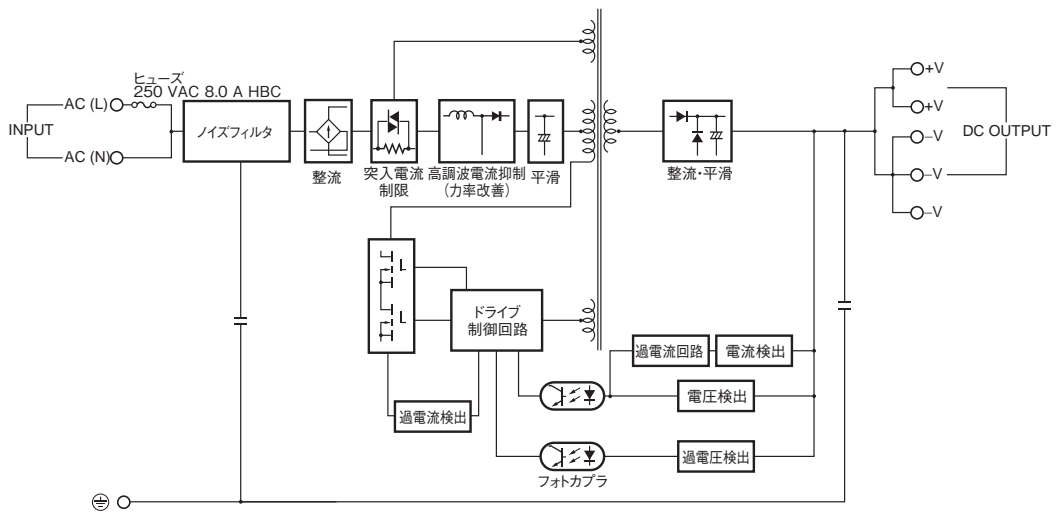 ヒューズ
250 VAC 8.0 A HBC
AC (L)
INPUT
AC (N)
ノイズフィルタ
整流
突入電流
制限
高調波電流抑制
(力率改善)
平滑
整流・平滑
+V
+V
−V
−V
−V
DC OUTPUT
ドライブ
制御回路
過電流検出
過電流回路
電流検出
電圧検出
過電圧検出
フォトカプラ